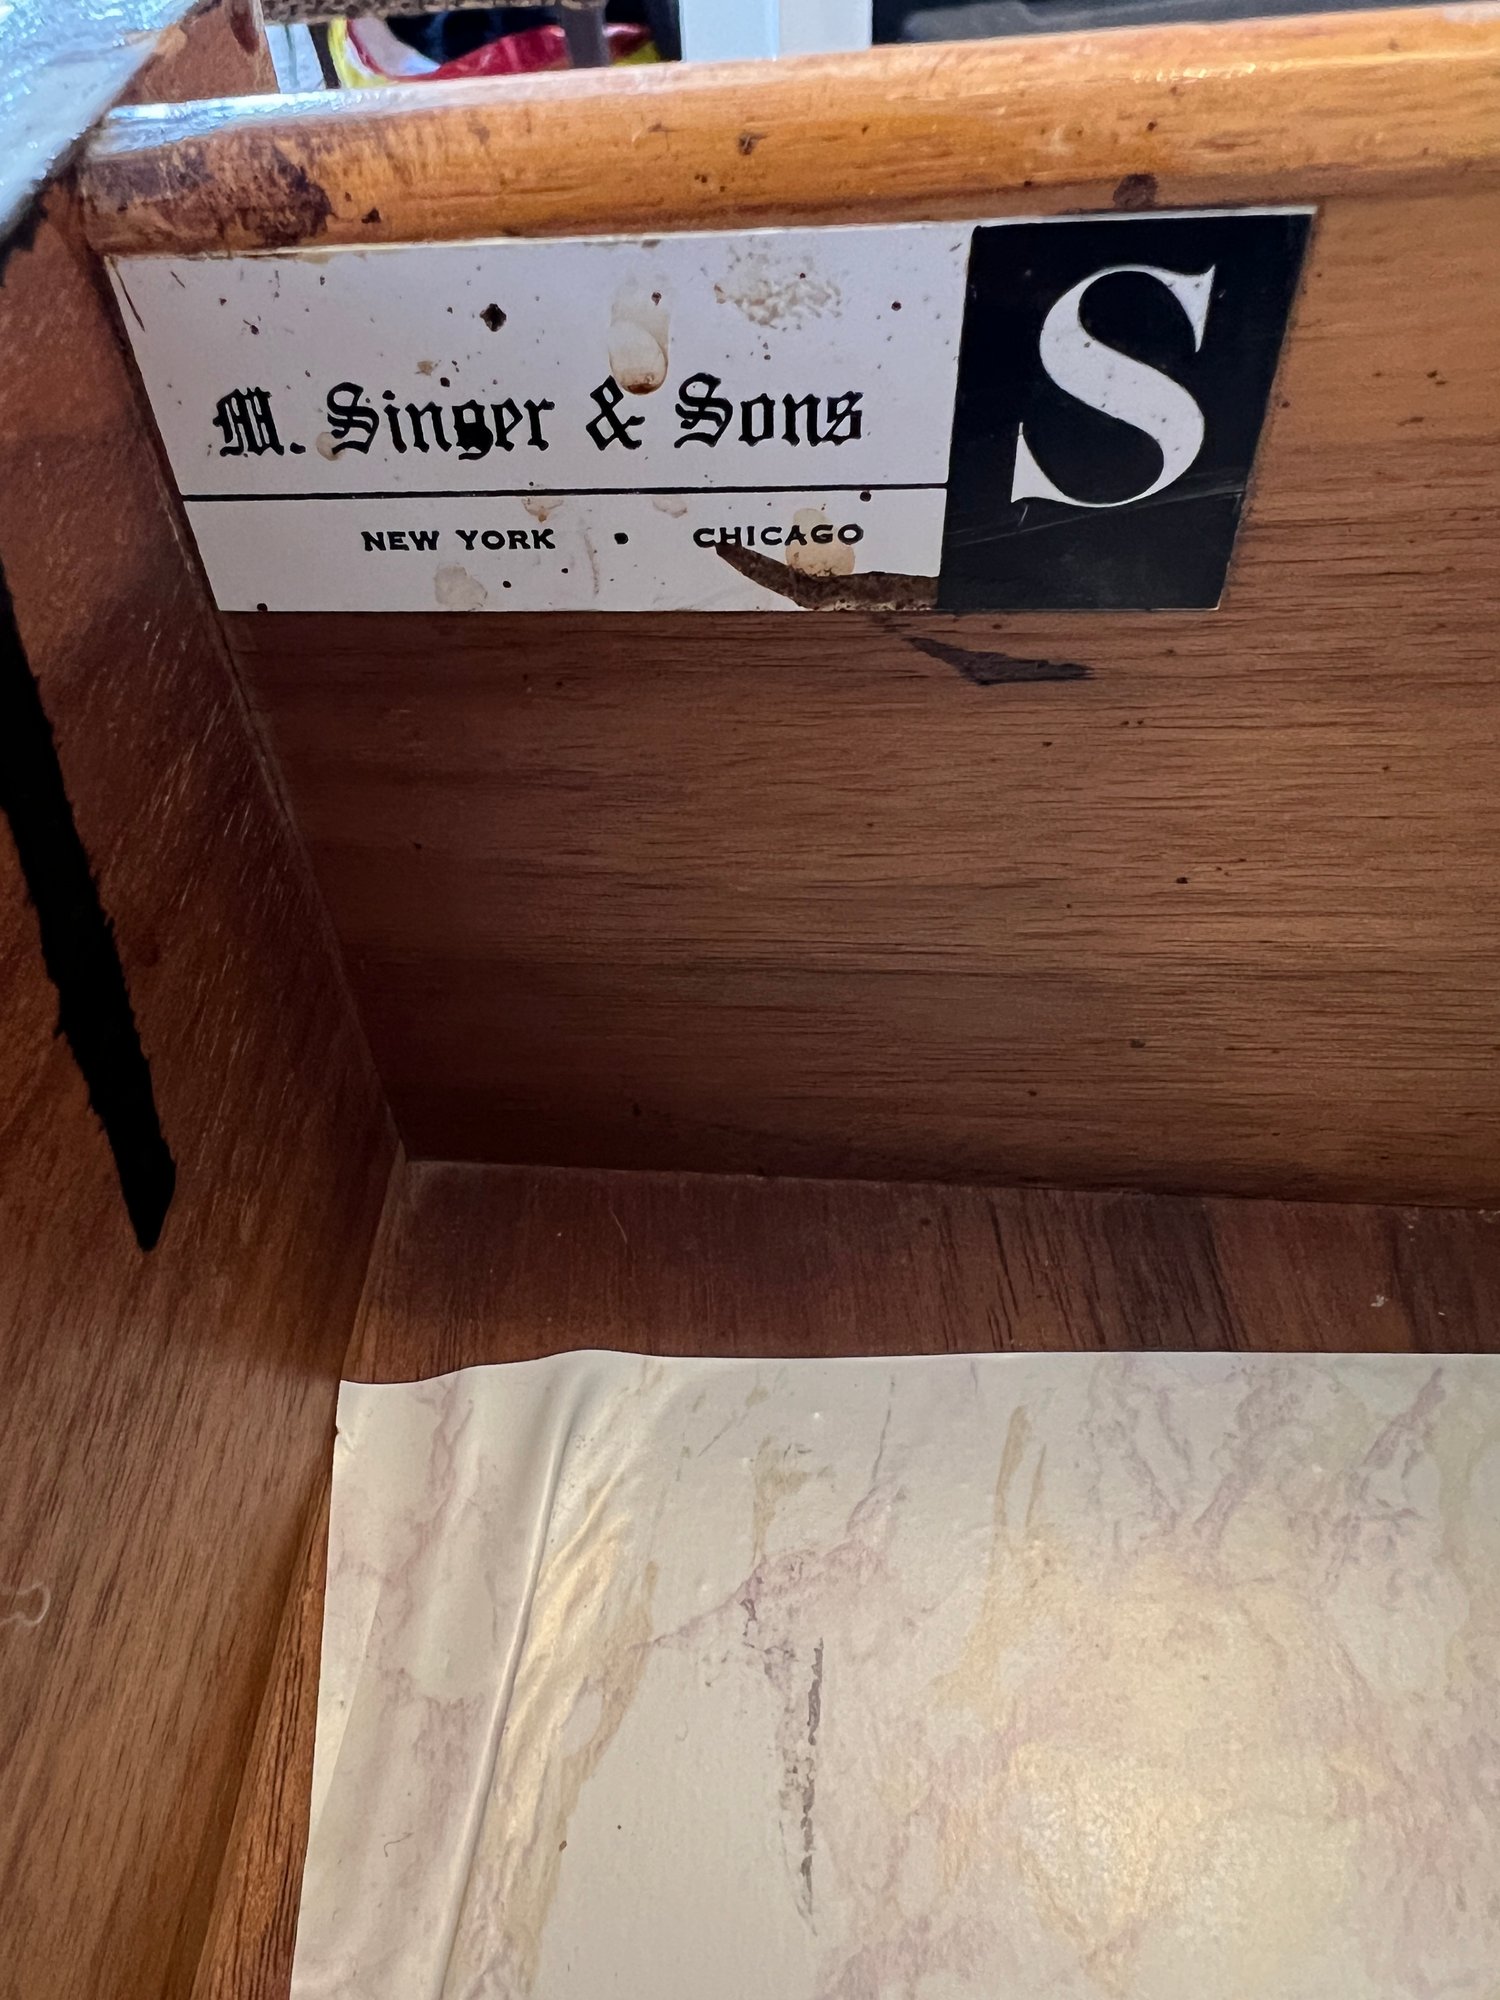 M. Singer & Sons
NEW YORK • CHICAGO
S